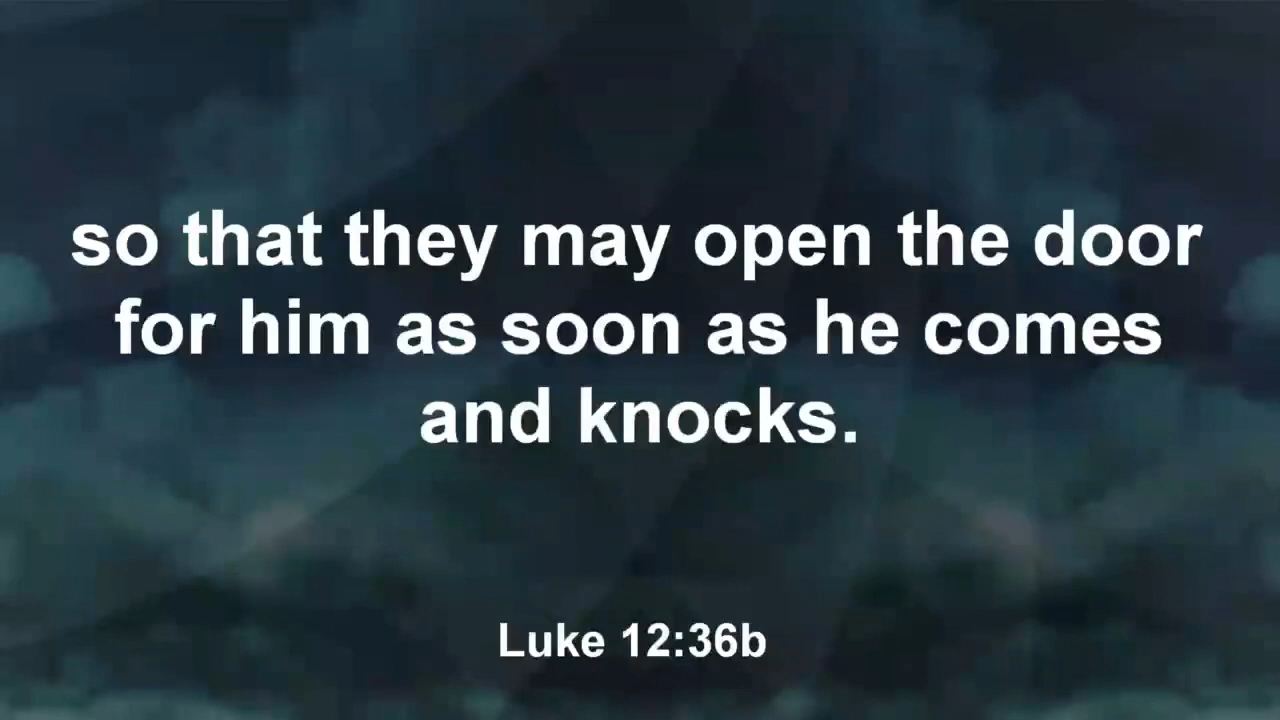 so that they may open the door
for him as soon as he comes
and knocks.
Luke 12:36b